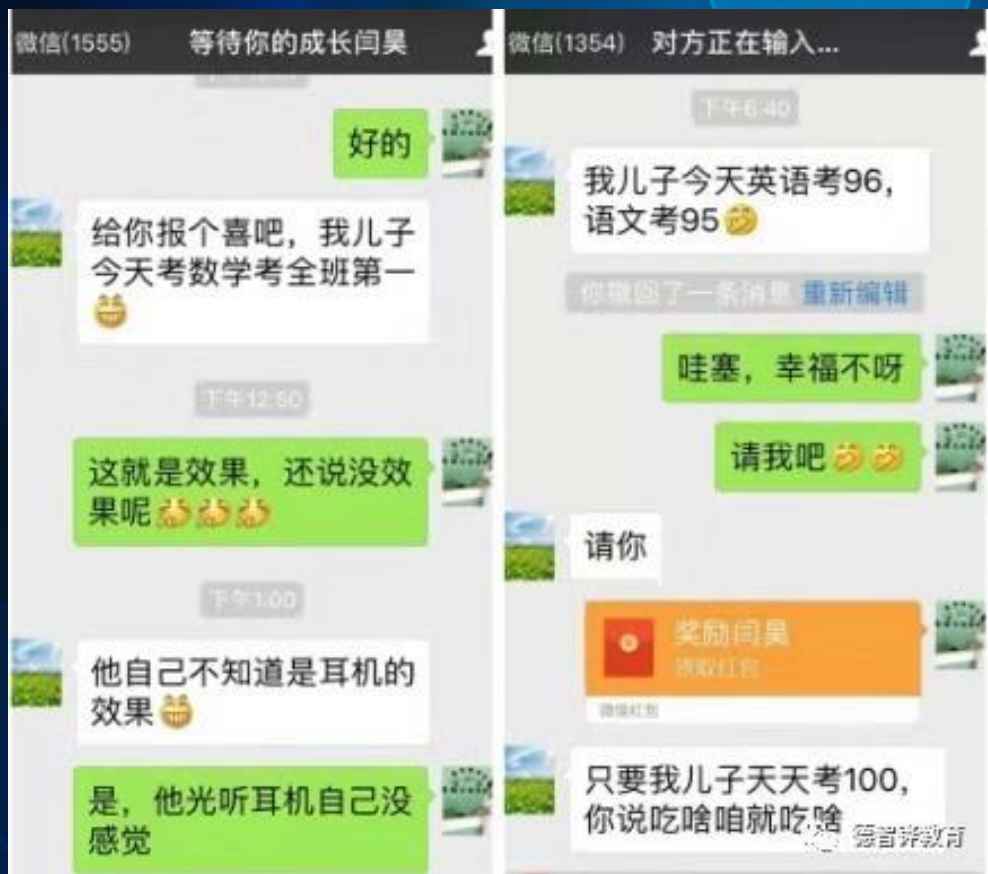 微信(1555) 等待你的成长闫昊
好的
给你报个喜吧，我儿子
今天考数学考全班第一
下午12:50
这就是效果，还说没效
果呢
下午1:00
他自己不知道是耳机的
效果
是，他光听耳机自己没
感觉
微信(1354) 对方正在输入...
下午6:40
我儿子今天英语考96，
语文考95
你撤回了一条消息 重新编辑
哇塞，幸福不呀
请我吧
请你
奖励闫昊
领取红包
微信红包
只要我儿子天天考100，
你说吃啥咱就吃啥